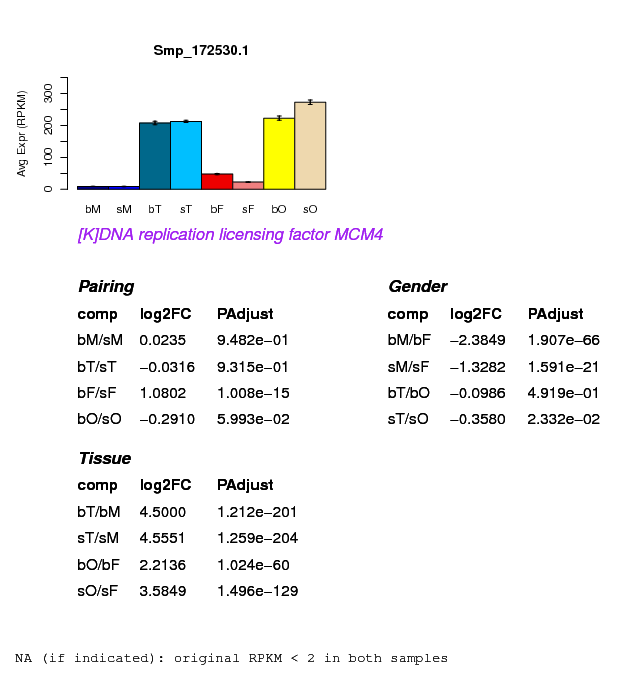 Smp_172530.1
Avg Expr (RPKM)
0 100 200 300
bM sM bT sT bF sF bO sO
[K]DNA replication licensing factor MCM4
Pairing
comp log2FC PAdjust
bM/sM 0.0235 9.482e−01
bT/sT −0.0316 9.315e−01
bF/sF 1.0802 1.008e−15
bO/sO −0.2910 5.993e−02
Gender
comp log2FC PAdjust
bM/bF −2.3849 1.907e−66
sM/sF −1.3282 1.591e−21
bT/bO −0.0986 4.919e−01
sT/sO −0.3580 2.332e−02
Tissue
comp log2FC PAdjust
bT/bM 4.5000 1.212e−201
sT/sM 4.5551 1.259e−204
bO/bF 2.2136 1.024e−60
sO/sF 3.5849 1.496e−129
NA (if indicated): original RPKM < 2 in both samples